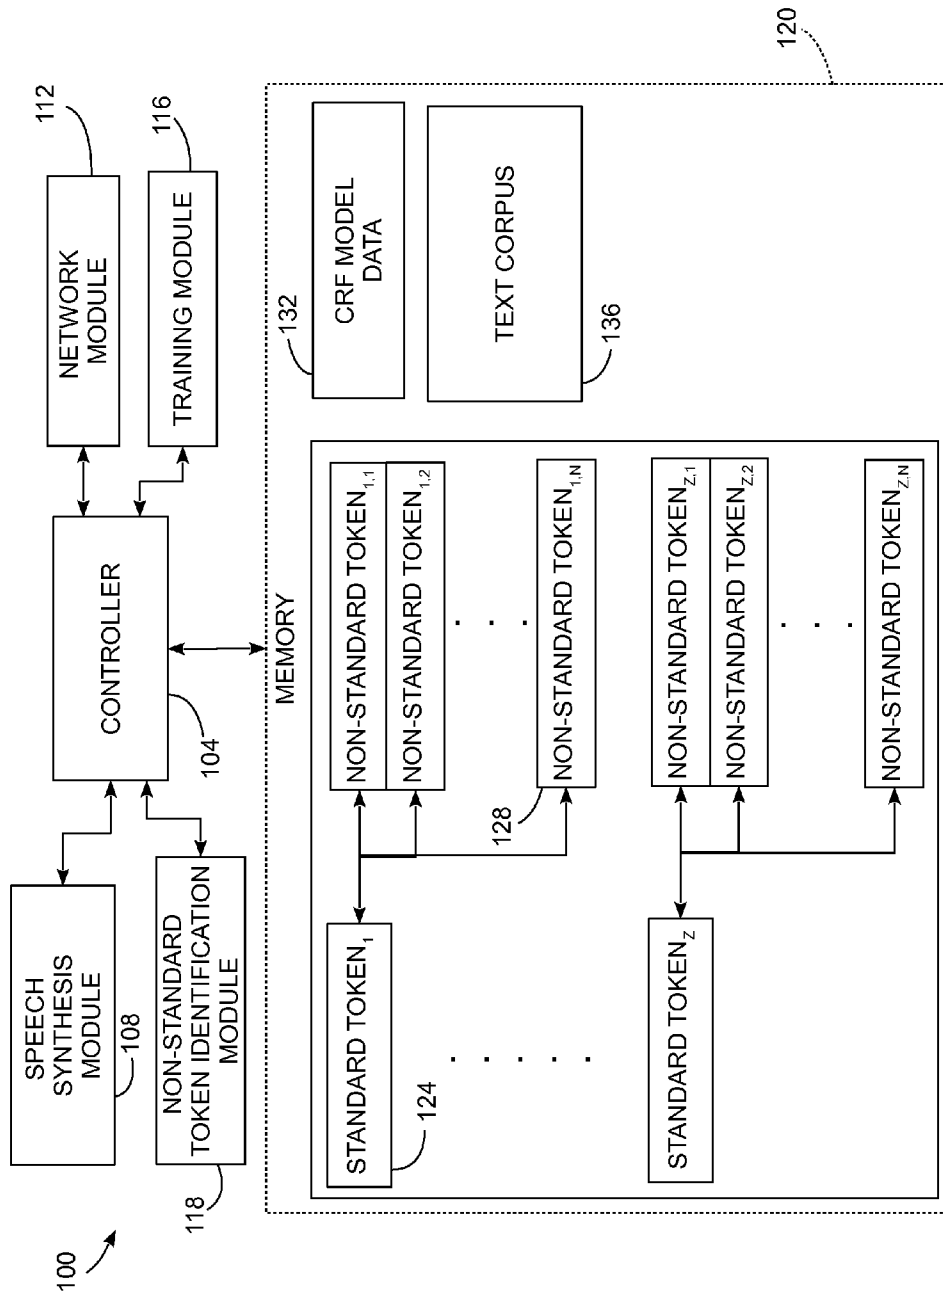 100
SPEECH
SYNTHESIS
MODULE
108
NON-STANDARD
TOKEN IDENTIFICATION
MODULE
118
CONTROLLER
104
NETWORK
MODULE
112
TRAINING MODULE
116
MEMORY
120
STANDARD TOKEN1
124
STANDARD TOKENZ
NON-STANDARD TOKEN1,1
NON-STANDARD TOKEN1,2
128
NON-STANDARD TOKEN1,N
NON-STANDARD TOKENZ,1
NON-STANDARD TOKENZ,2
NON-STANDARD TOKENZ,N
132
CRF MODEL
DATA
TEXT CORPUS
136